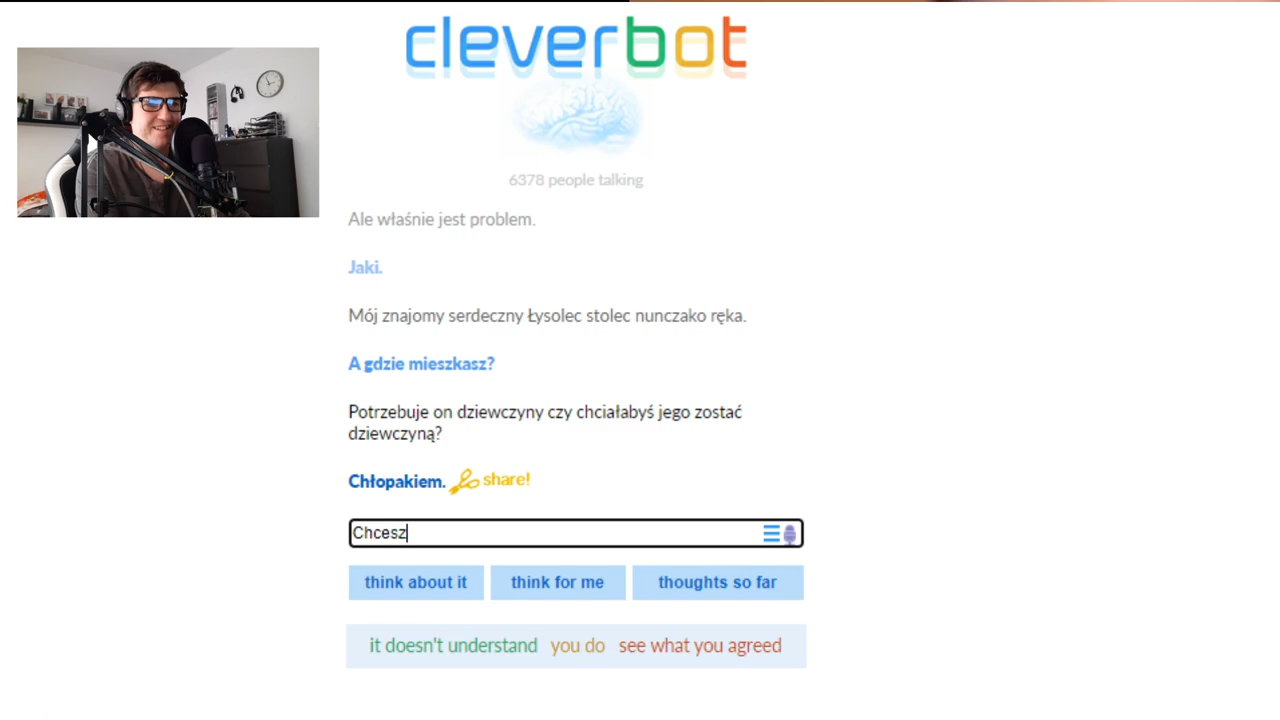 cleverbot
6378 people talking
Ale właśnie jest problem.
Jaki.
Mój znajomy serdeczny Łysolec stolec nunczako ręka.
A gdzie mieszkasz?
Potrzebuje on dziewczyny czy chciałabyś jego zostać
dziewczyną?
Chłopakiem. share!
Chcesz
think about it think for me thoughts so far
it doesn't understand you do see what you agreed